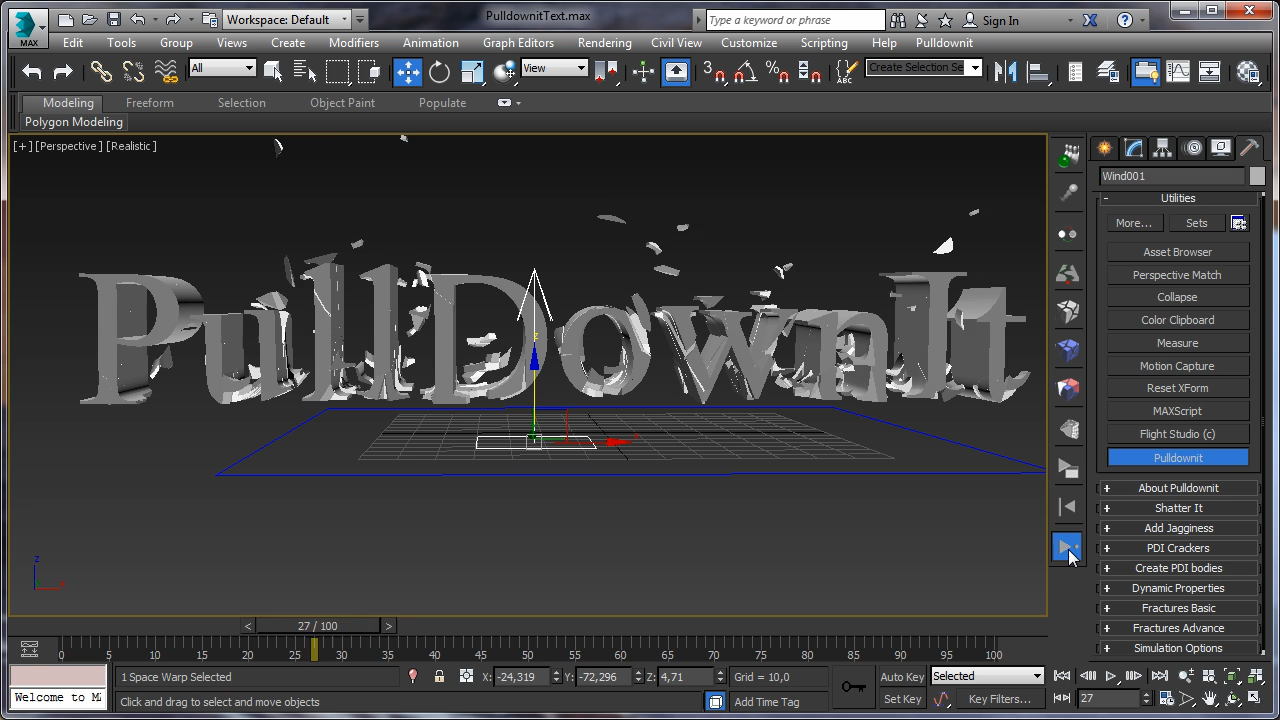 MAX
Workspace: Default
PulldownitText.max
Type a keyword or phrase
Sign In
Edit Tools Group Views Create Modifiers Animation Graph Editors Rendering Civil View Customize Scripting Help Pulldownit
All
View
3
ABC
Create Selection Se
Modeling Freeform Selection Object Paint Populate
Polygon Modeling
[+] [Perspective] [Realistic]
PullDownIt
z
x
z
x
Wind001
- Utilities
More... Sets
Asset Browser
Perspective Match
Collapse
Color Clipboard
Measure
Motion Capture
Reset XForm
MAXScript
Flight Studio (c)
Pulldownit
+ About Pulldownit
+ Shatter It
+ Add Jagginess
+ PDI Crackers
+ Create PDI bodies
+ Dynamic Properties
+ Fractures Basic
+ Fractures Advance
+ Simulation Options
< 27 / 100 >
0 5 10 15 20 25 30 35 40 45 50 55 60 65 70 75 80 85 90 95 100
1 Space Warp Selected
X: -24,319 Y: -72,296 Z: 4,71
Grid = 10,0
Auto Key
Selected
Welcome to MA
Click and drag to select and move objects
Add Time Tag
Set Key
Key Filters...
27